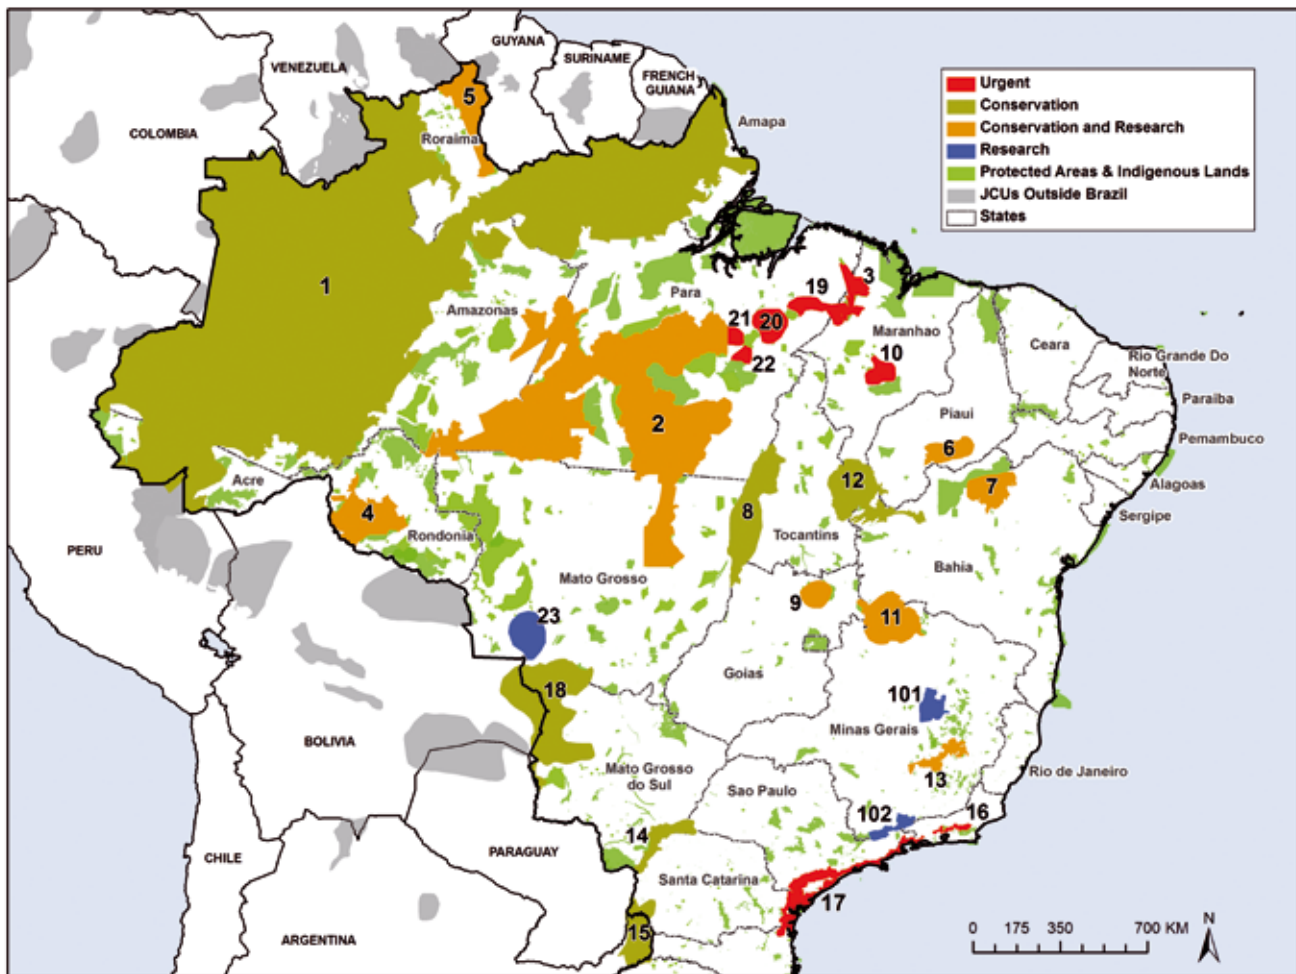 GUYANA
SURINAME
FRENCH
GUIANA
VENEZUELA
COLOMBIA
Urgent
Conservation
Conservation and Research
Research
Protected Areas & Indigenous Lands
JCUs Outside Brazil
States
5
Roraima
Amapa
1
Amazonas
Para
19
3
21
20
22
Maranhao
10
Ceara
Rio Grande Do
Norte
Paraiba
Piaui
Pernambuco
2
6
12
7
Alagoas
Sergipe
Acre
4
Rondonia
8
Tocantins
PERU
Mato Grosso
Bahia
9
11
23
Goias
18
101
Minas Gerais
BOLIVIA
Mato Grosso
do Sul
Sao Paulo
13
Rio de Janeiro
102
16
14
CHILE
PARAGUAY
Santa Catarina
17
15
ARGENTINA
0 175 350 700 KM
N